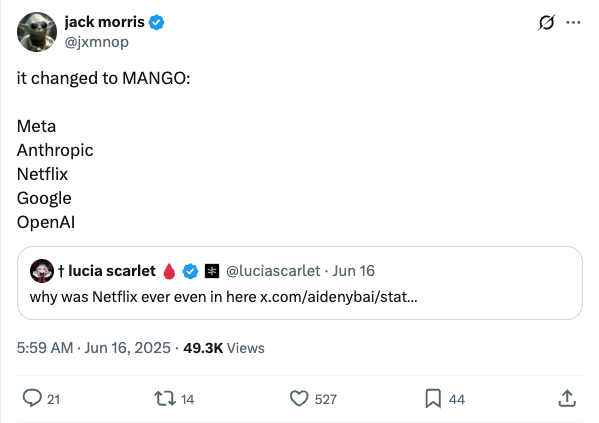 jack morris
@jxmnop
it changed to MANGO:
Meta
Anthropic
Netflix
Google
OpenAI
† lucia scarlet 🩸 @luciascarlet · Jun 16
why was Netflix ever even in here x.com/aidenybai/stat...
5:59 AM · Jun 16, 2025 · 49.3K Views
21 14 527 44